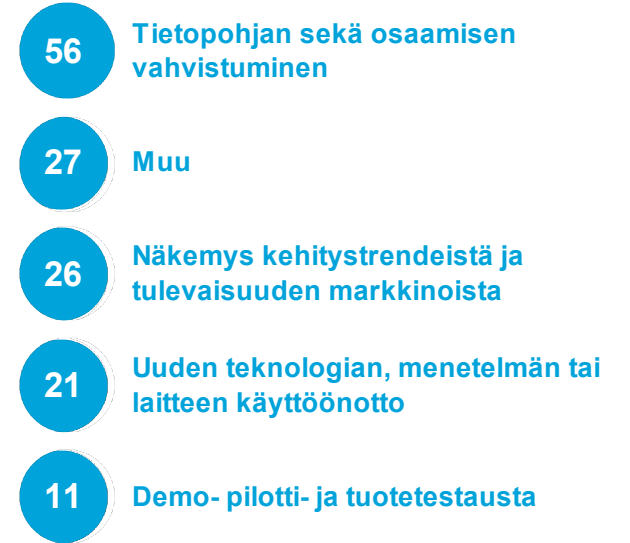 56
Tietopohjan sekä osaamisen
vahvistuminen
27
Muu
26
Näkemys kehitystrendeistä ja
tulevaisuuden markkinoista
21
Uuden teknologian, menetelmän tai
laitteen käyttöönotto
11
Demo- pilotti- ja tuotetestausta